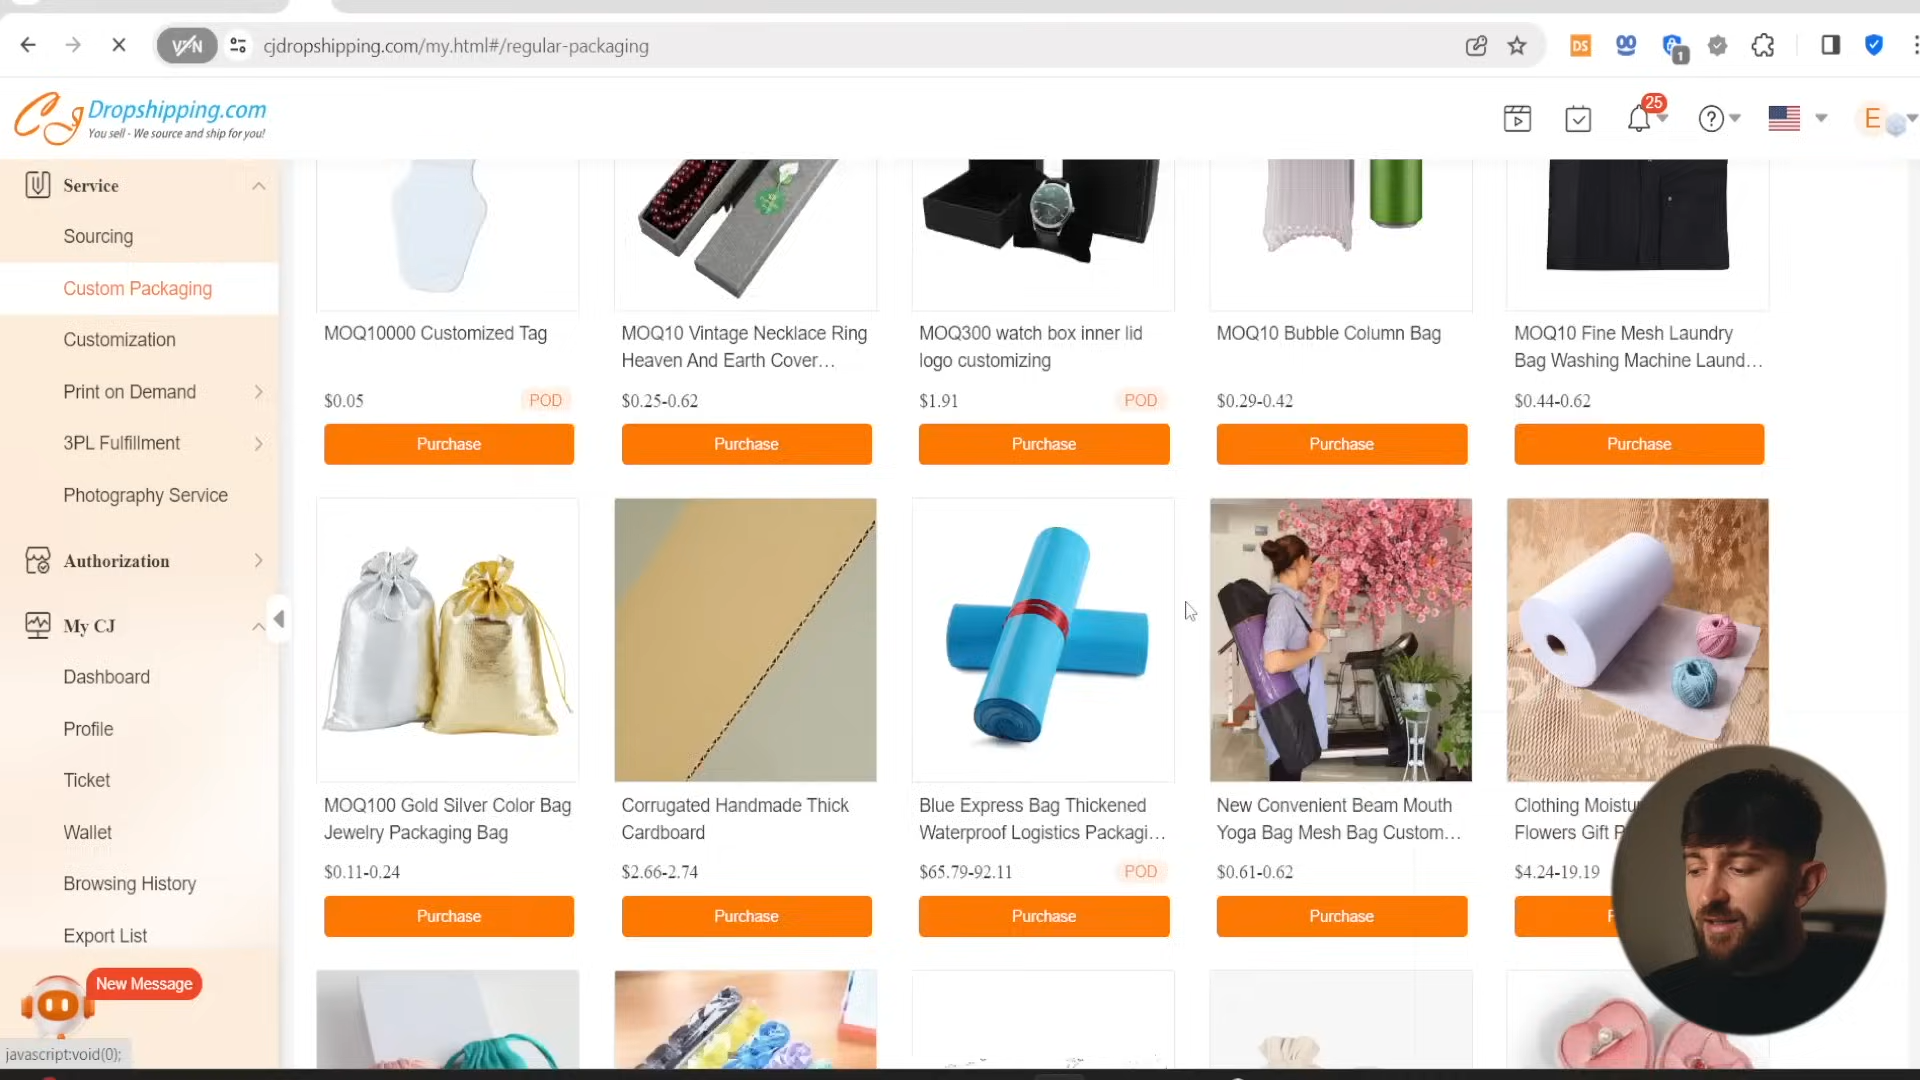 VPN
cjdropshipping.com/my.html#/regular-packaging
DS
1
CJ Dropshipping.com
You sell - We source and ship for you!
25
E
Service
Sourcing
Custom Packaging
Customization
Print on Demand
3PL Fulfillment
Photography Service
Authorization
My CJ
Dashboard
Profile
Ticket
Wallet
Browsing History
Export List
New Message
javascript:void(0);
MOQ10000 Customized Tag
$0.05
POD
Purchase
MOQ10 Vintage Necklace Ring
Heaven And Earth Cover…
$0.25-0.62
Purchase
MOQ300 watch box inner lid
logo customizing
$1.91
POD
Purchase
MOQ10 Bubble Column Bag
$0.29-0.42
Purchase
MOQ10 Fine Mesh Laundry
Bag Washing Machine Laund…
$0.44-0.62
Purchase
MOQ100 Gold Silver Color Bag
Jewelry Packaging Bag
$0.11-0.24
Purchase
Corrugated Handmade Thick
Cardboard
$2.66-2.74
Purchase
Blue Express Bag Thickened
Waterproof Logistics Packagi…
$65.79-92.11
POD
Purchase
New Convenient Beam Mouth
Yoga Bag Mesh Bag Custom…
$0.61-0.62
Purchase
Clothing
Flowers Gift
$4.24-19.19